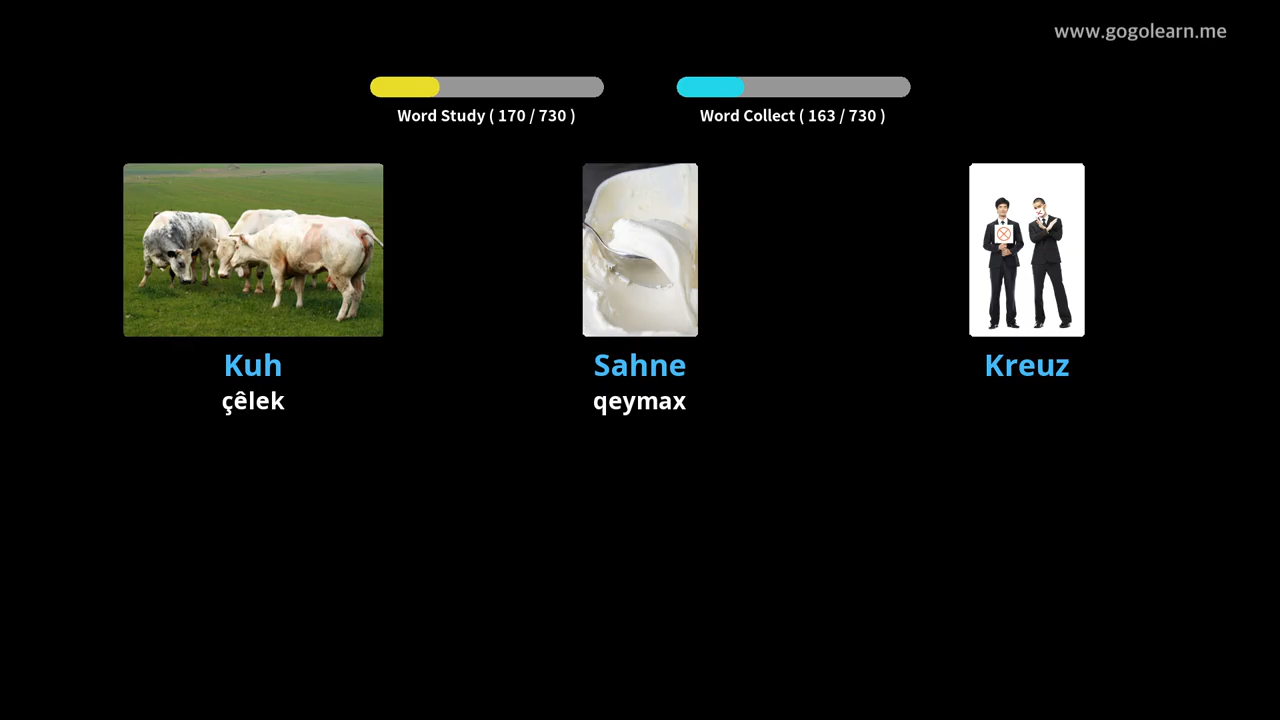 www.gogolearn.me
Word Study ( 170 / 730 )
Word Collect ( 163 / 730 )
Kuh
çêlek
Sahne
qeymax
Kreuz